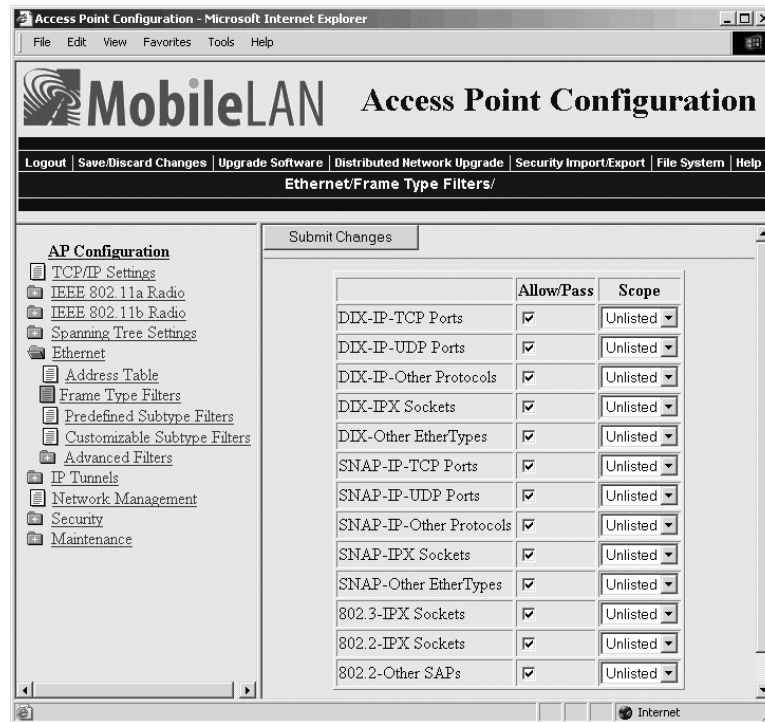 Access Point Configuration - Microsoft Internet Explorer
File Edit View Favorites Tools Help
MobileLAN Access Point Configuration
Logout | Save/Discard Changes | Upgrade Software | Distributed Network Upgrade | Security Import/Export | File System | Help
Ethernet/Frame Type Filters/
Submit Changes
AP Configuration
TCP/IP Settings
IEEE 802.11a Radio
IEEE 802.11b Radio
Spanning Tree Settings
Ethernet
Address Table
Frame Type Filters
Predefined Subtype Filters
Customizable Subtype Filters
Advanced Filters
IP Tunnels
Network Management
Security
Maintenance
Allow/Pass Scope
DIX-IP-TCP Ports Unlisted
DIX-IP-UDP Ports Unlisted
DIX-IP-Other Protocols Unlisted
DIX-IPX Sockets Unlisted
DIX-Other EtherTypes Unlisted
SNAP-IP-TCP Ports Unlisted
SNAP-IP-UDP Ports Unlisted
SNAP-IP-Other Protocols Unlisted
SNAP-IPX Sockets Unlisted
SNAP-Other EtherTypes Unlisted
802.3-IPX Sockets Unlisted
802.2-IPX Sockets Unlisted
802.2-Other SAPs Unlisted
Internet